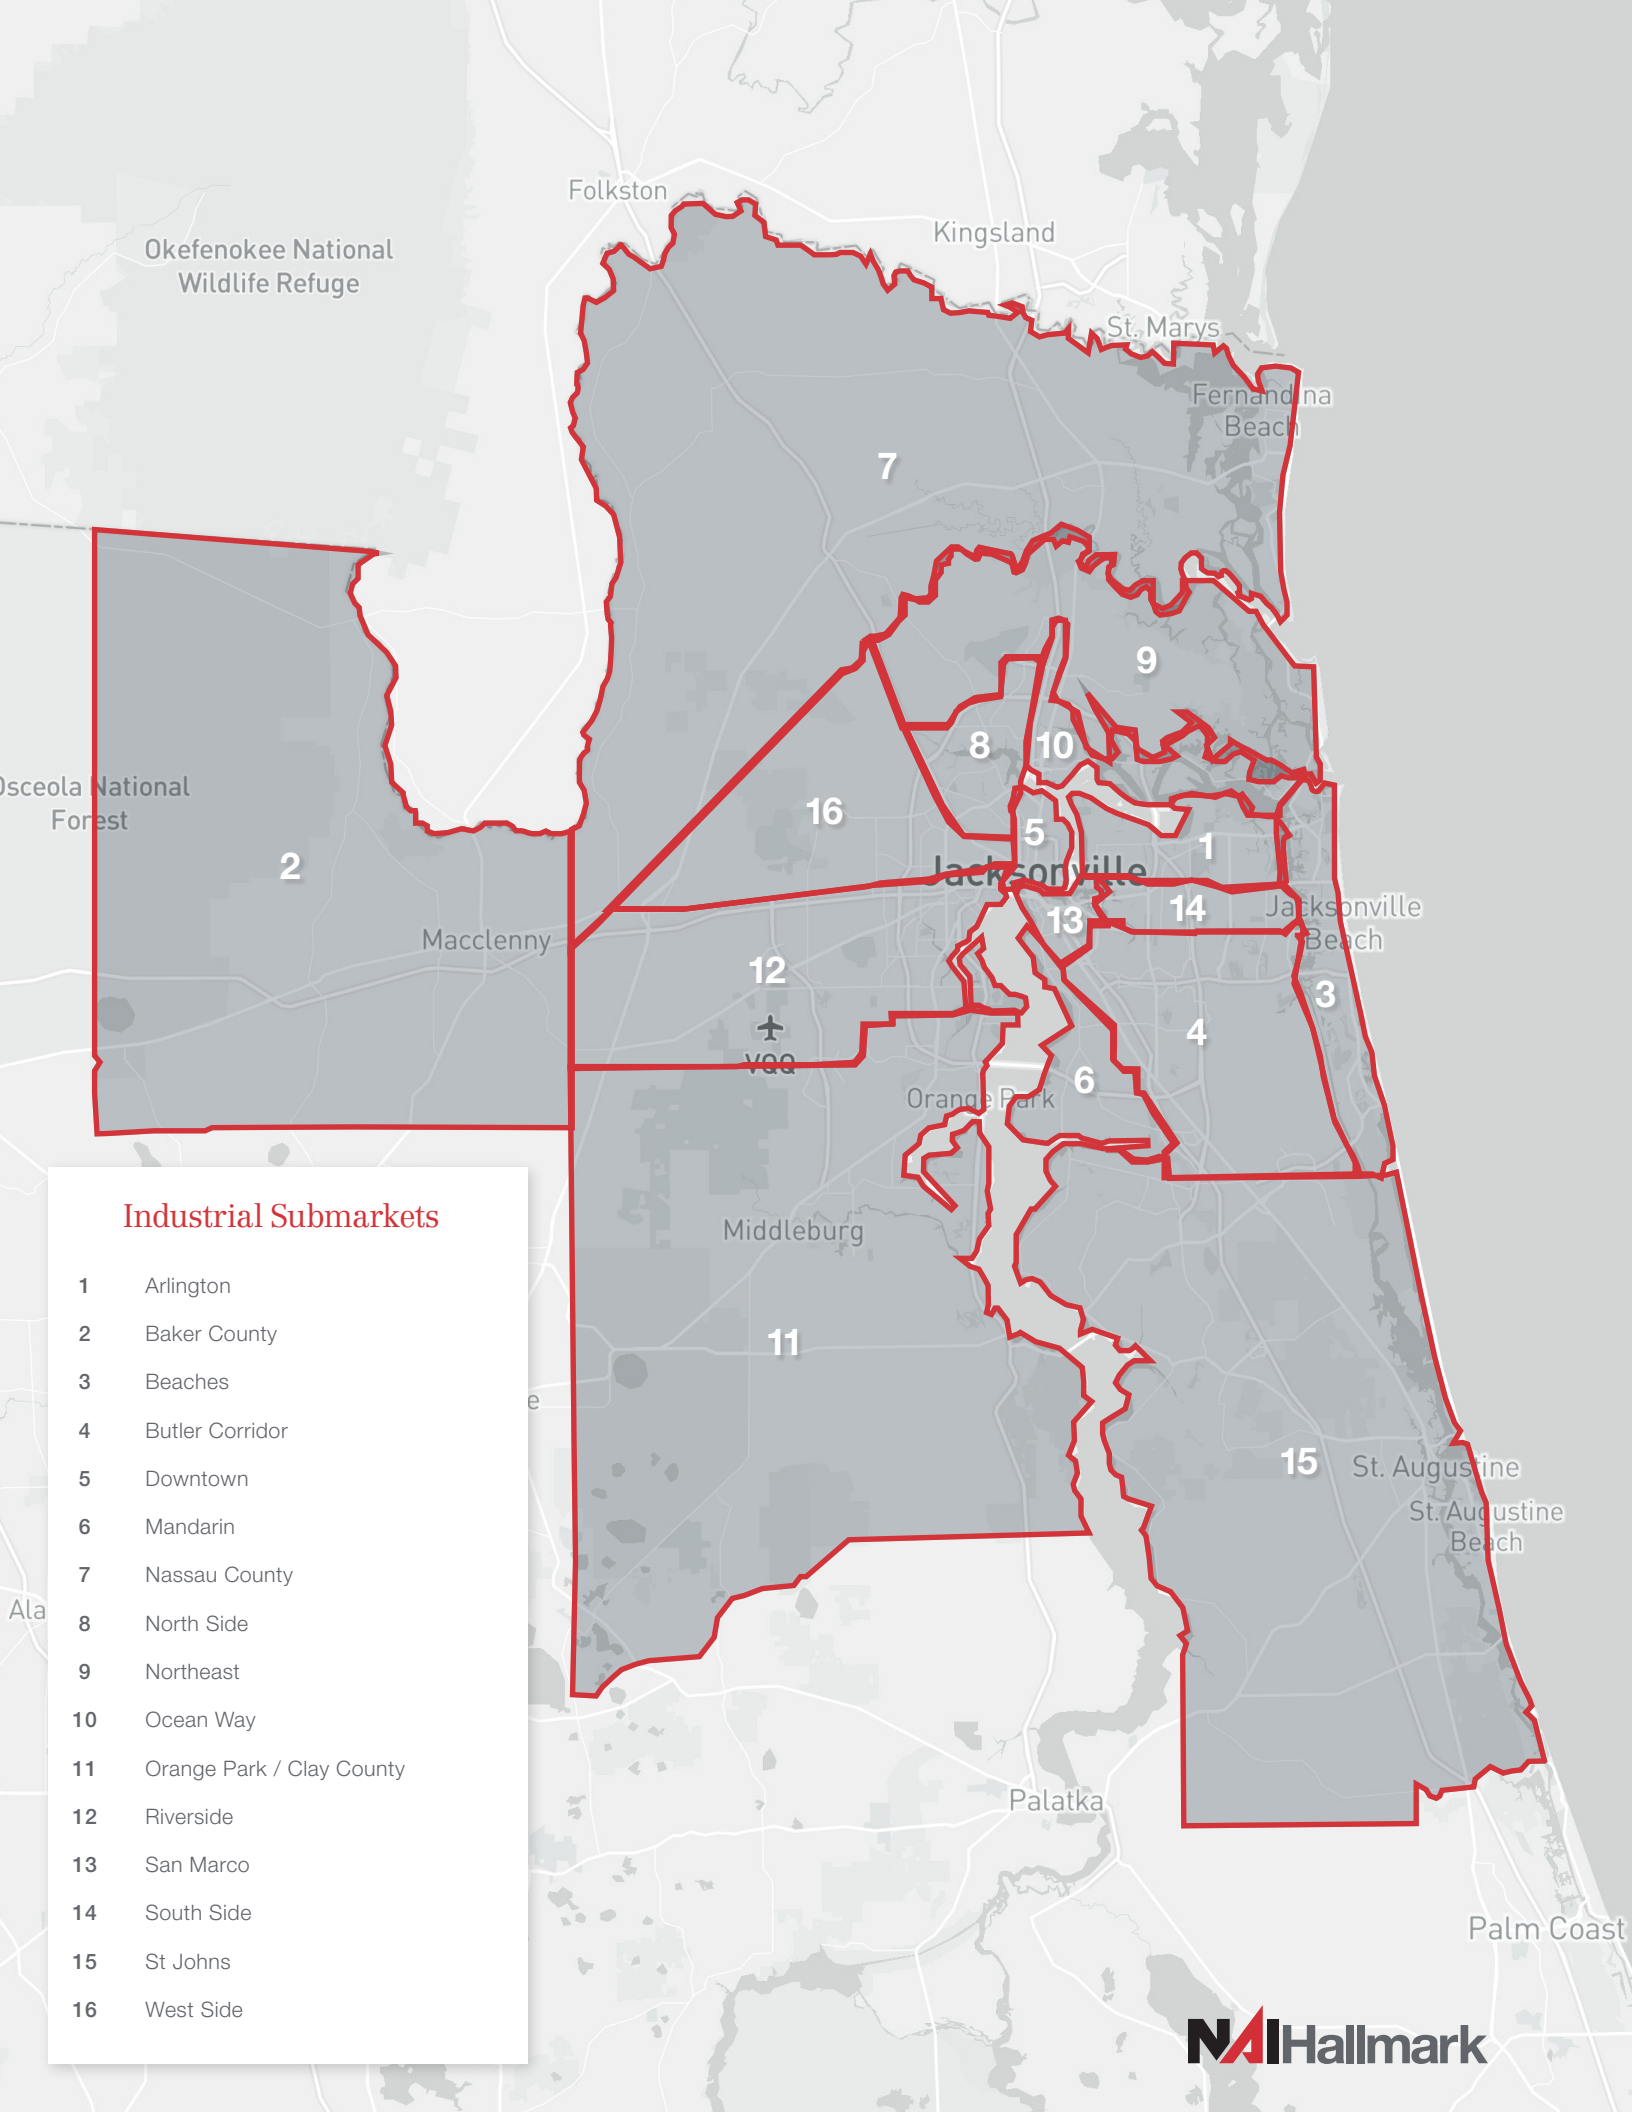 Folkston
Okefenokee National
Wildlife Refuge
Kingsland
St. Marys
Fernandina
Beach
7
9
8
10
Osceola National
Forest
16
5
1
2
Jacksonville
13
14
Jacksonville
Beach
Macclenny
12
3
VQQ
4
6
Orange Park
Middleburg
11
15
St. Augustine
St. Augustine
Beach
Palatka
Palm Coast
Industrial Submarkets
1 Arlington
2 Baker County
3 Beaches
4 Butler Corridor
5 Downtown
6 Mandarin
7 Nassau County
8 North Side
9 Northeast
10 Ocean Way
11 Orange Park / Clay County
12 Riverside
13 San Marco
14 South Side
15 St Johns
16 West Side
NAIHallmark